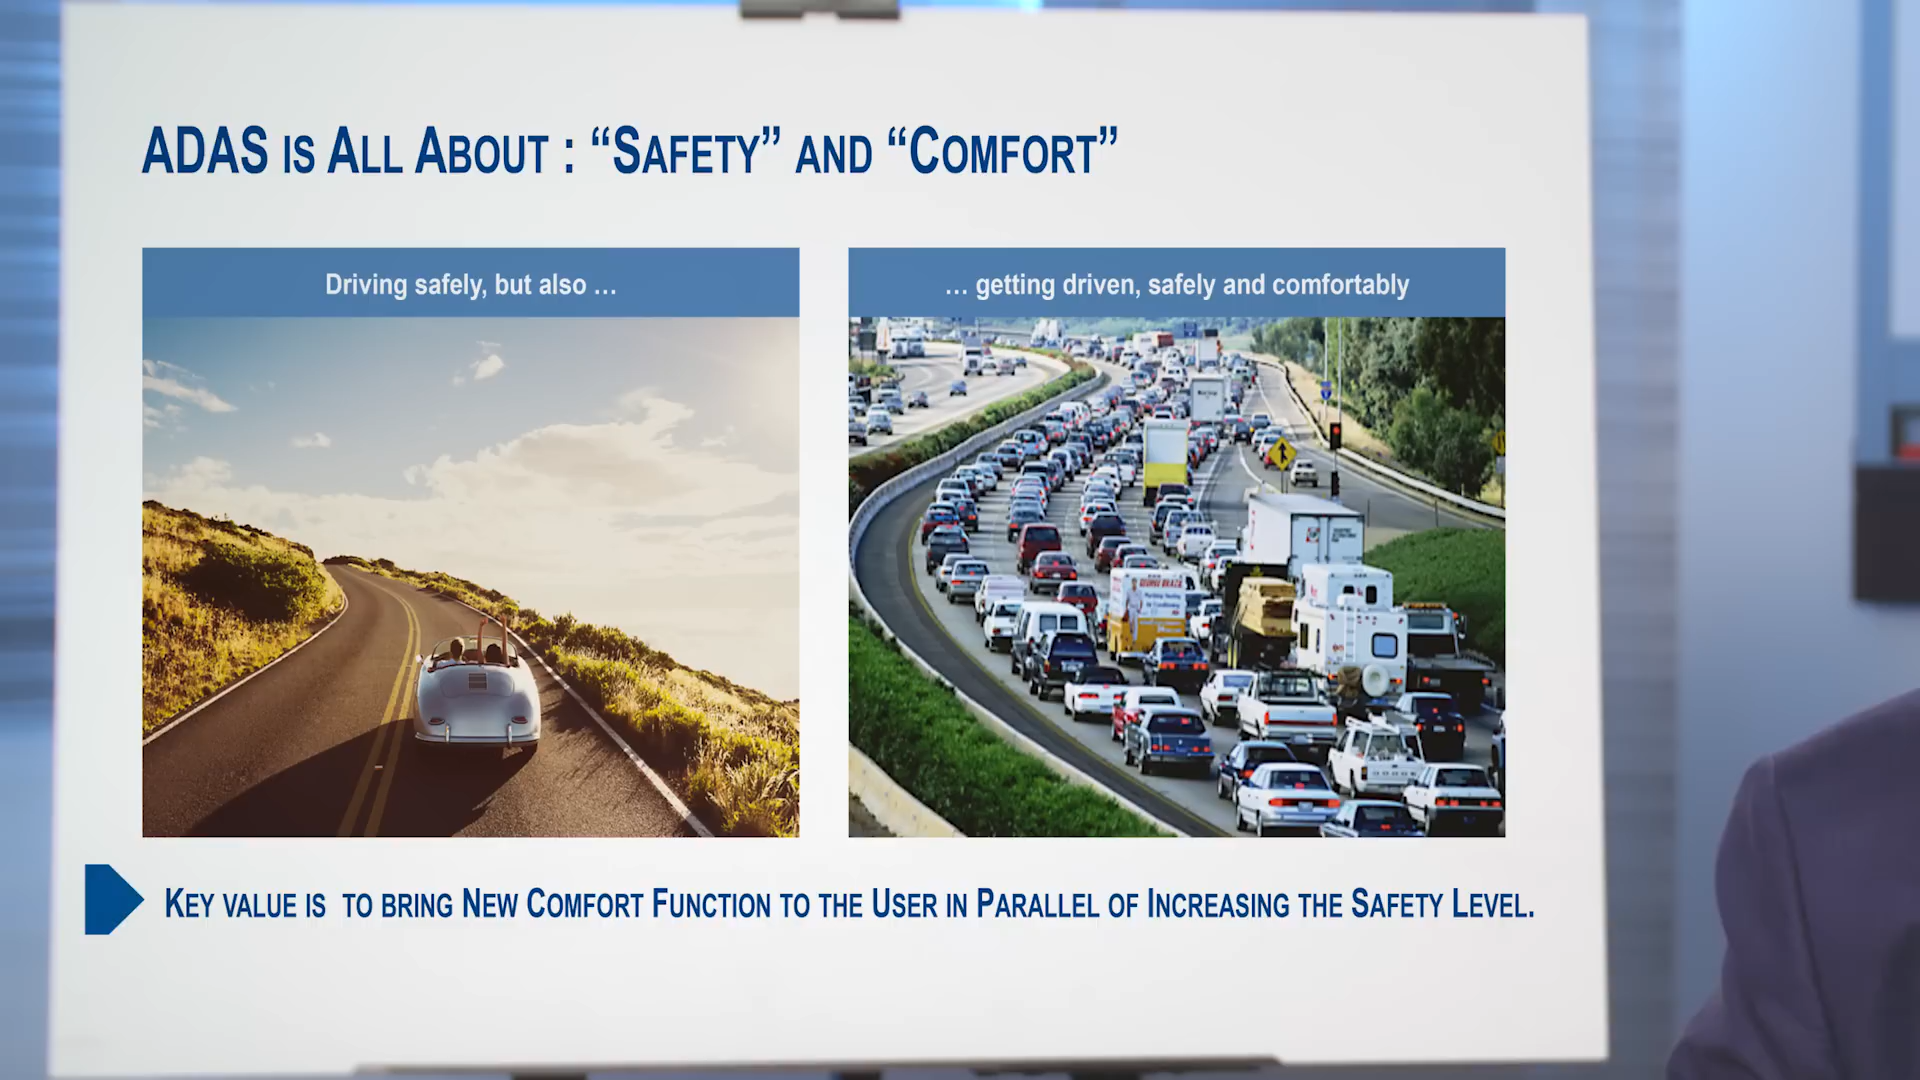 ADAS IS ALL ABOUT : “SAFETY” AND “COMFORT”
Driving safely, but also …
… getting driven, safely and comfortably
KEY VALUE IS TO BRING NEW COMFORT FUNCTION TO THE USER IN PARALLEL OF INCREASING THE SAFETY LEVEL.